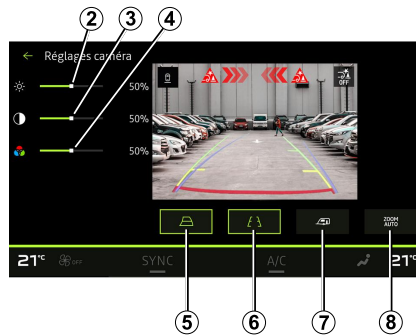 2 3 4
Réglages caméra
OFF
50%
50%
50%
ZOOM AUTO
21°C OFF SYNC A/C 21°
5 6 7 8